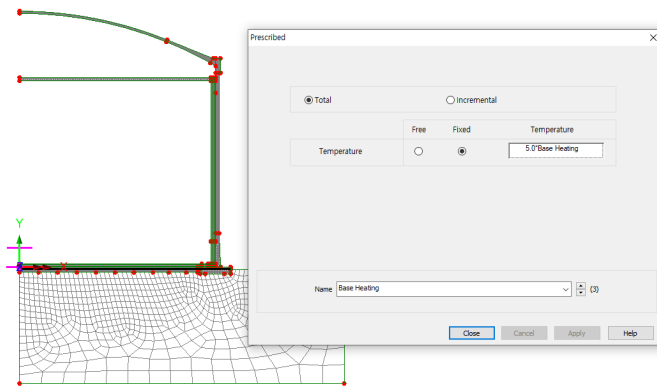 Prescribed
Total
Incremental
Free Fixed Temperature
Temperature
5.0*Base Heating
Y
X
Name Base Heating (3)
Close Cancel Apply Help